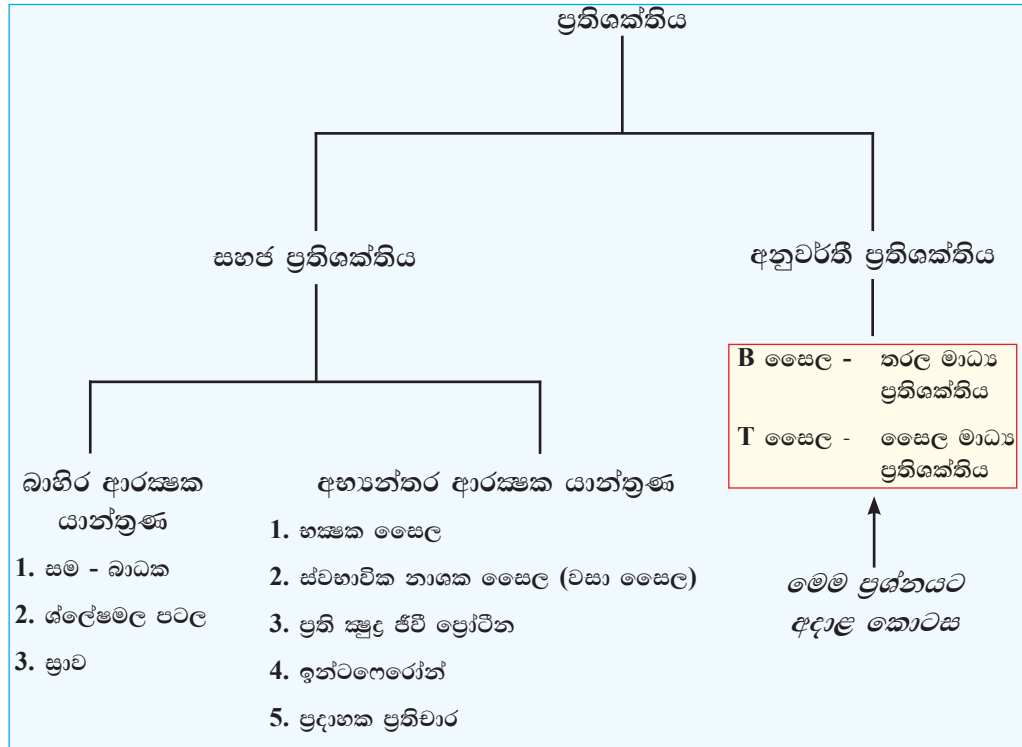 ප්‍රතිශක්තිය
සහජ ප්‍රතිශක්තිය
අනුවර්තී ප්‍රතිශක්තිය
B සෛල - තරල මාධ්‍ය
ප්‍රතිශක්තිය
T සෛල - සෛල මාධ්‍ය
ප්‍රතිශක්තිය
මෙම ප්‍රශ්නයට
අදාළ කොටස
බාහිර ආරක්ෂක
යාන්ත්‍රණ
1. සම - බාධක
2. ශ්ලේෂමල පටල
3. ස්‍රාව
අභ්‍යන්තර ආරක්ෂක යාන්ත්‍රණ
1. භක්ෂක සෛල
2. ස්වභාවික නාශක සෛල (වසා සෛල)
3. ප්‍රති ක්ෂුද්‍ර ජීවී ප්‍රෝටීන
4. ඉන්ටෆෙරෝන්
5. ප්‍රදාහක ප්‍රතිචාර